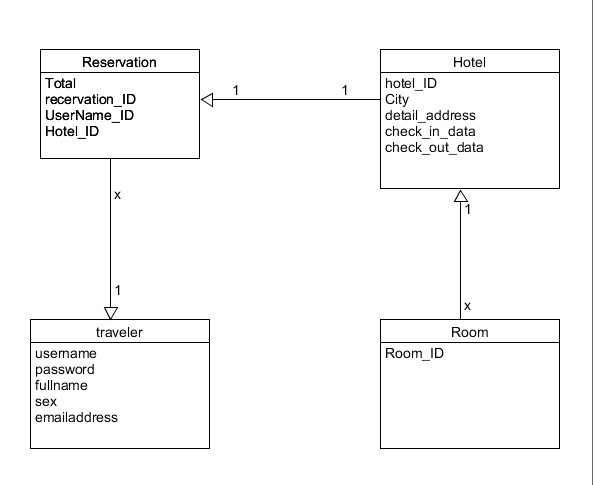 Reservation
Total
recervation_ID
UserName_ID
Hotel_ID
1
1
Hotel
hotel_ID
City
detail_address
check_in_data
check_out_data
x
1
1
x
traveler
username
password
fullname
sex
emailaddress
Room
Room_ID